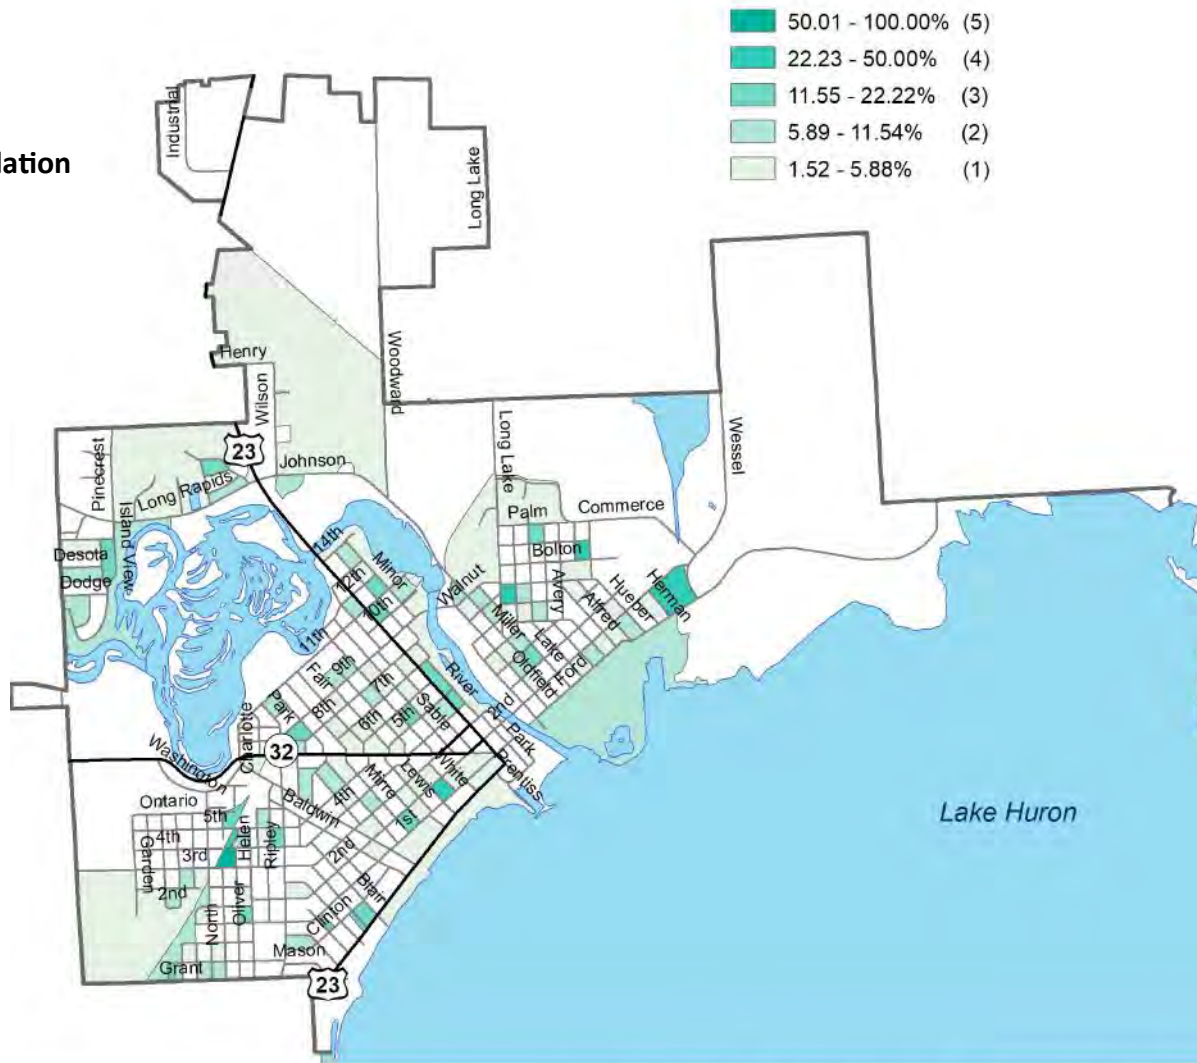 50.01 - 100.00% (5)
22.23 - 50.00% (4)
11.55 - 22.22% (3)
5.89 - 11.54% (2)
1.52 - 5.88% (1)
lation
Industrial
Long Lake
Henry
Woodward
Wilson
23
Johnson
Long Lake
Wessel
Pinecrest
Long Rapids
Island View
Palm
Commerce
Desota
Dodge
14th
Minor
12th
10th
11th
Bolton
Avery
Walnut
Alfred
Hueper
Herman
Miller
Lake
Oldfield
Ford
Fair
9th
7th
River
Park
8th
6th
5th
Sable
Charlotte
32
Washington
Park
Prentiss
White
Lewis
Mirre
Baldwin
4th
1st
2nd
Ontario
5th
4th
3rd
Garden
Helen
Ripley
2nd
North
Oliver
Blair
Clinton
Mason
Grant
23
Lake Huron